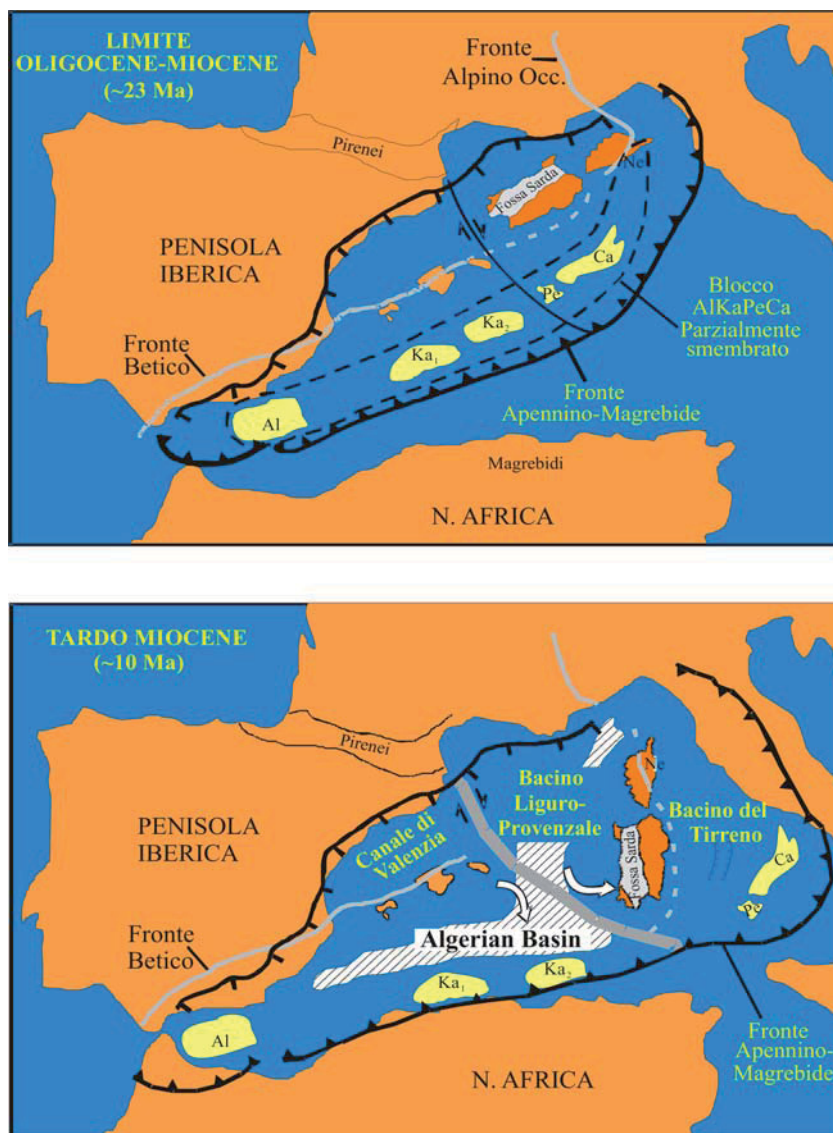 LIMITE
OLIGOCENE-MIOCENE
(~23 Ma)
Fronte
Alpino Occ.
Pirenei
Ne
Fossa Sarda
PENISOLA
IBERICA
Ca
Pe
Blocco
AlKaPeCa
Parzialmente
smembrato
Ka₂
Ka₁
Fronte
Betico
Fronte
Apennino-Magrebide
Al
Magrebidi
N. AFRICA
TARDO MIOCENE
(~10 Ma)
Pirenei
Ne
Bacino
Liguro-
Provenzale
Bacino del
Tirreno
PENISOLA
IBERICA
Canale di
Valenzia
Fossa Sarda
Ca
Pe
Fronte
Betico
Algerian Basin
Ka₁
Ka₂
Al
Fronte
Apennino-
Magrebide
N. AFRICA